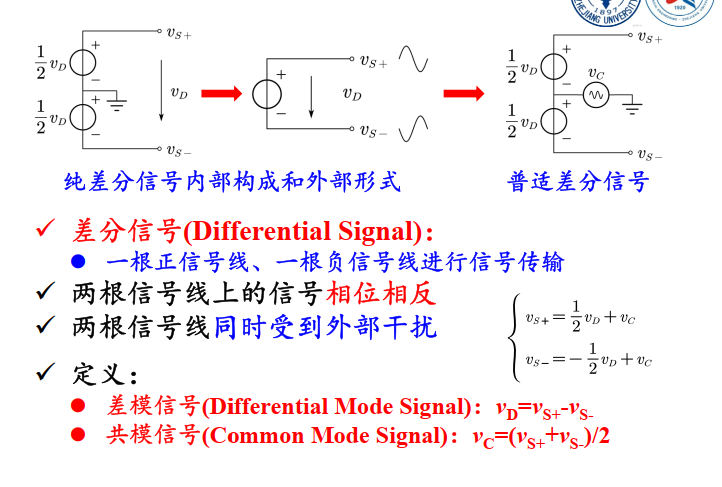 ZHEJIANG UNIVERSITY
1897
1920
v_{S+}
\frac{1}{2}v_D
+
−
\frac{1}{2}v_D
+
−
v_D
v_{S−}
+
−
v_{S+}
v_D
v_{S−}
v_{S+}
\frac{1}{2}v_D
+
−
v_C
\frac{1}{2}v_D
+
−
v_{S−}
纯差分信号内部构成和外部形式
普适差分信号
✓ 差分信号(Differential Signal)：
● 一根正信号线、一根负信号线进行信号传输
✓ 两根信号线上的信号相位相反
✓ 两根信号线同时受到外部干扰
v_{S+}=\frac{1}{2}v_D+v_C
v_{S−}=−\frac{1}{2}v_D+v_C
✓ 定义：
● 差模信号(Differential Mode Signal)：v_D=v_{S+}-v_{S-}
● 共模信号(Common Mode Signal)：v_C=(v_{S+}+v_{S-})/2